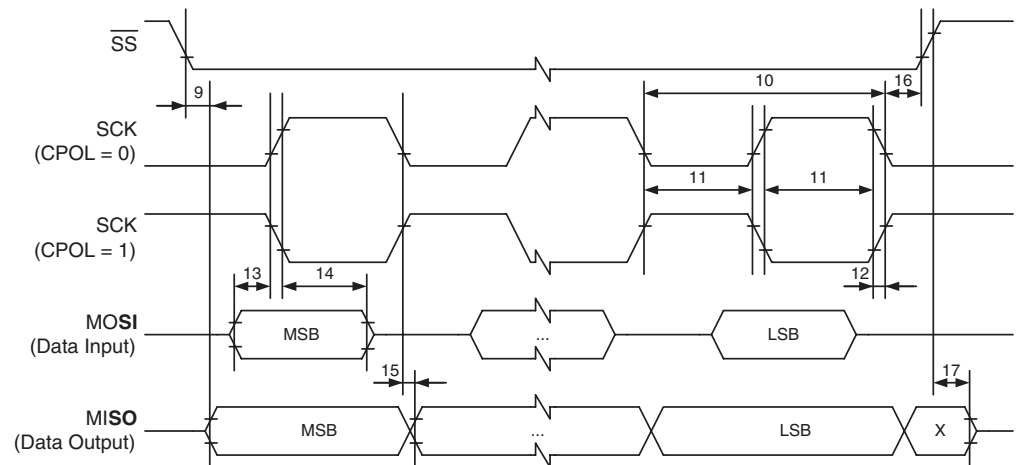 SS
10
16
9
SCK
(CPOL = 0)
11
11
SCK
(CPOL = 1)
13
14
12
MOSI
(Data Input)
MSB
...
LSB
15
17
MISO
(Data Output)
MSB
...
LSB
X